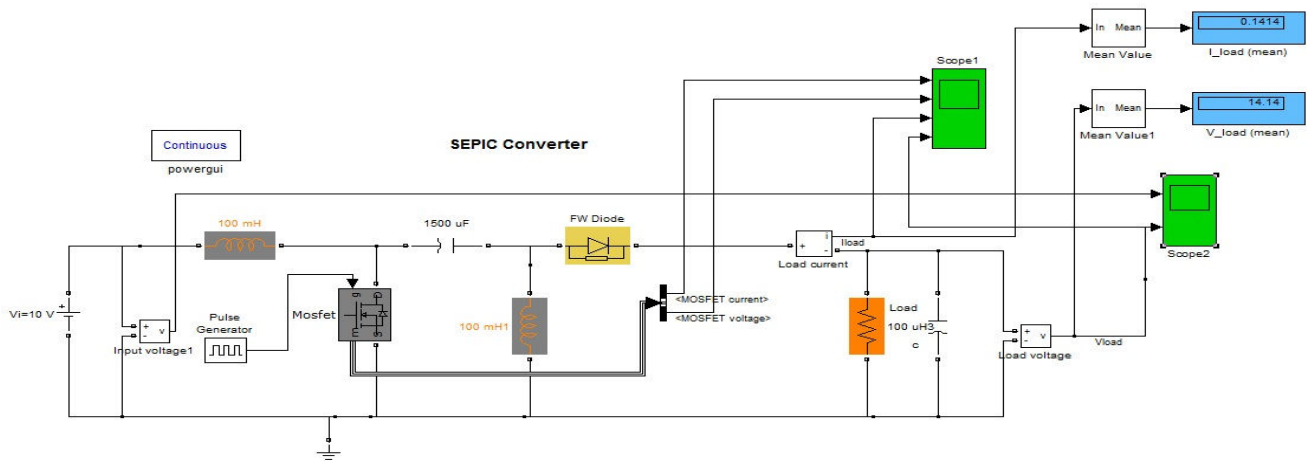 In Mean
Mean Value
0.1414
I_load (mean)
Scope1
In Mean
Mean Value1
14.14
V_load (mean)
Continuous
powergui
SEPIC Converter
Scope2
100 mH
1500 uF
FW Diode
i
+
-
Iload
Load current
Vi=10 V
+
+
-
v
Input voltage1
Pulse
Generator
Mosfet
g
D
m
S
100 mH1
<MOSFET current>
<MOSFET voltage>
Load
100 uH3
c
+
-
v
Load voltage
Vload